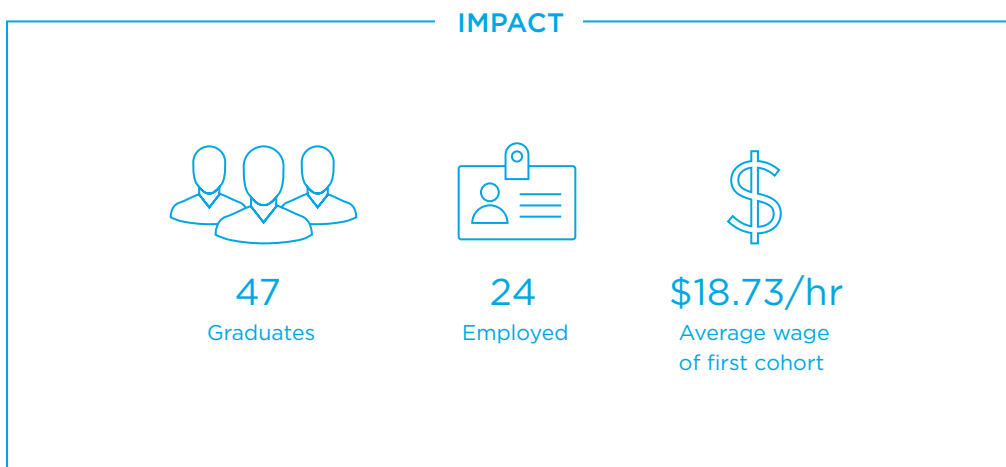 IMPACT
47
Graduates
24
Employed
$18.73/hr
Average wage
of first cohort